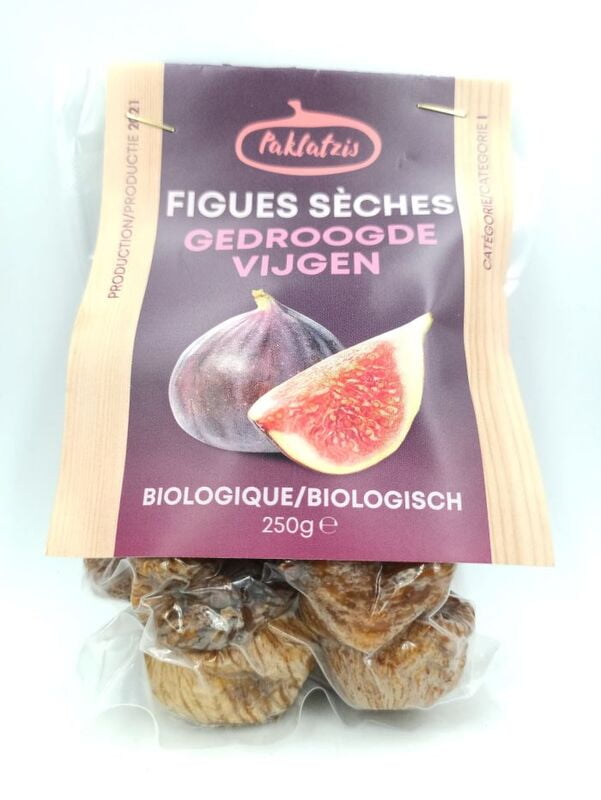 Paklatzis
FIGUES SÈCHES
GEDROOGDE
VIJGEN
BIOLOGIQUE/BIOLOGISCH
250g ℮
PRODUCTION/PRODUCTIE 2021
CATÉGORIE/CATEGORIE I